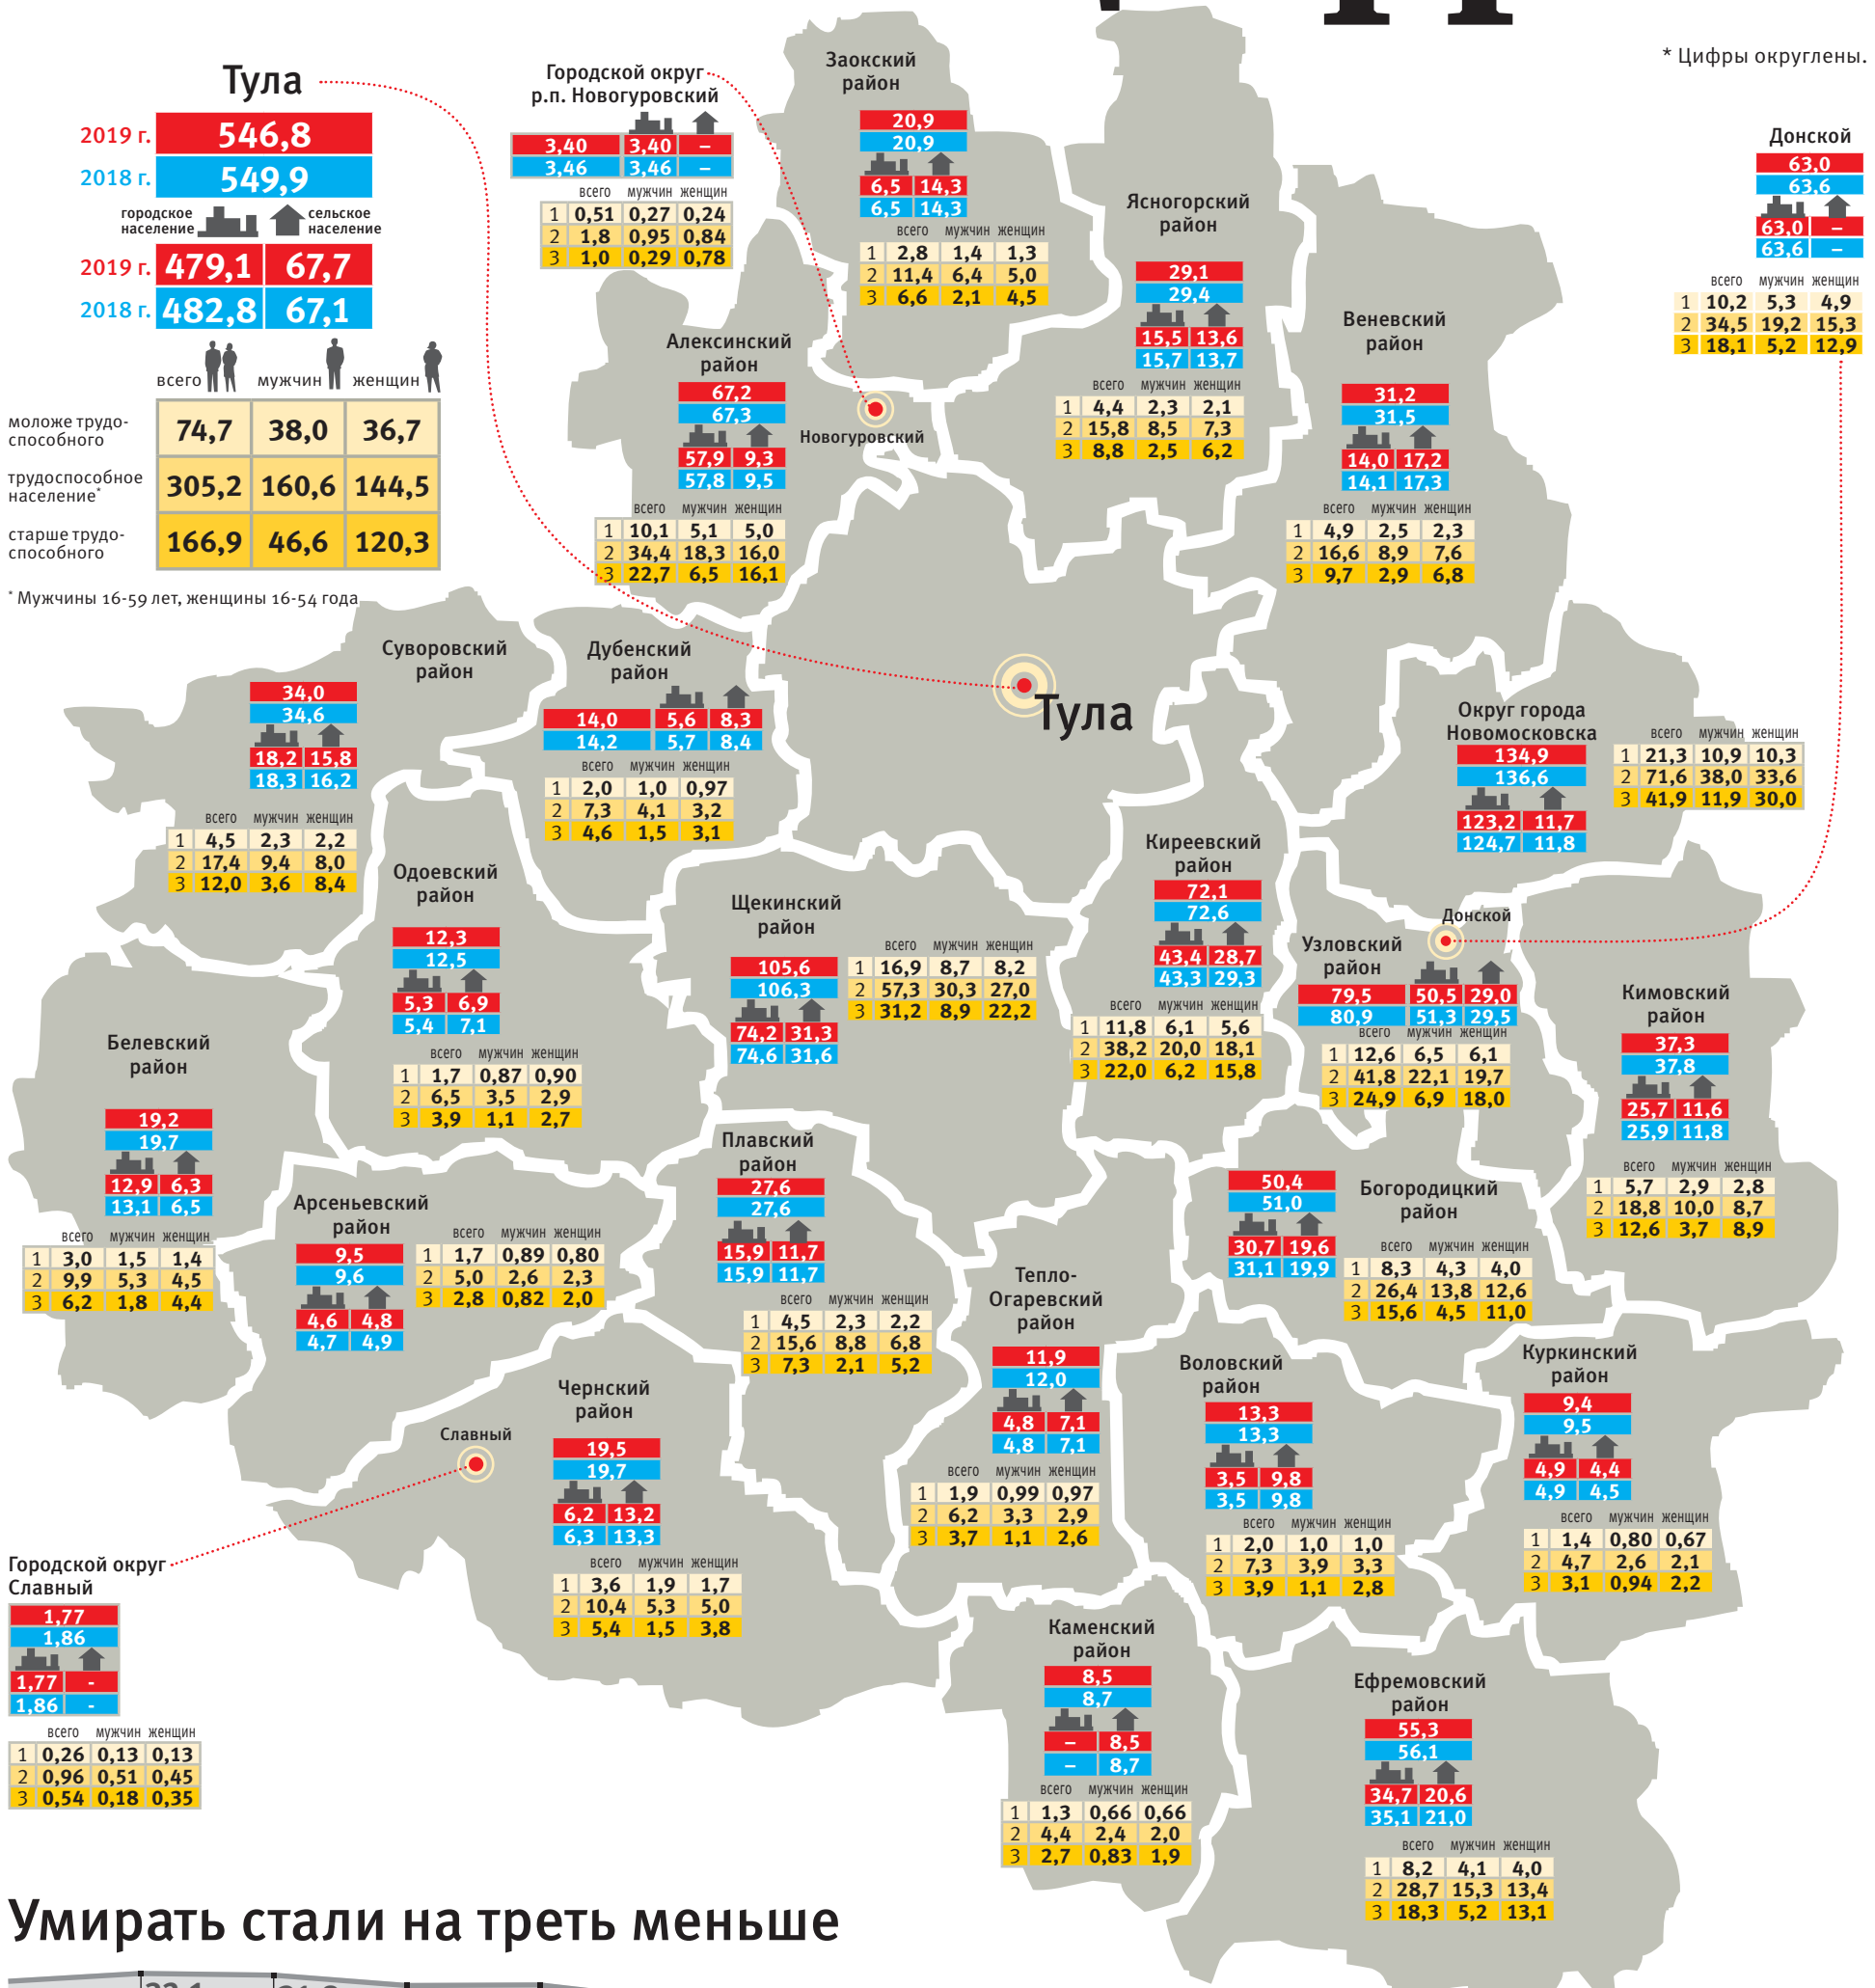 * Цифры округлены.
Тула
2019 г. 546,8
2018 г. 549,9
городское население сельское население
2019 г. 479,1 67,7
2018 г. 482,8 67,1
всего мужчин женщин
моложе трудо-способного 74,7 38,0 36,7
трудоспособное население* 305,2 160,6 144,5
старше трудо-способного 166,9 46,6 120,3
* Мужчины 16-59 лет, женщины 16-54 года
Городской округ
р.п. Новогуровский
3,40 3,40 –
3,46 3,46 –
всего мужчин женщин
1 0,51 0,27 0,24
2 1,8 0,95 0,84
3 1,0 0,29 0,78
Заокский
район
20,9
20,9
6,5 14,3
6,5 14,3
всего мужчин женщин
1 2,8 1,4 1,3
2 11,4 6,4 5,0
3 6,6 2,1 4,5
Ясногорский
район
29,1
29,4
15,5 13,6
15,7 13,7
всего мужчин женщин
1 4,4 2,3 2,1
2 15,8 8,5 7,3
3 8,8 2,5 6,2
Донской
63,0
63,6
63,0 –
63,6 –
всего мужчин женщин
1 10,2 5,3 4,9
2 34,5 19,2 15,3
3 18,1 5,2 12,9
Алексинский
район
67,2
67,3
57,9 9,3
57,8 9,5
всего мужчин женщин
1 10,1 5,1 5,0
2 34,4 18,3 16,0
3 22,7 6,5 16,1
Новогуровский
Веневский
район
31,2
31,5
14,0 17,2
14,1 17,3
всего мужчин женщин
1 4,9 2,5 2,3
2 16,6 8,9 7,6
3 9,7 2,9 6,8
Суворовский
район
34,0
34,6
18,2 15,8
18,3 16,2
всего мужчин женщин
1 4,5 2,3 2,2
2 17,4 9,4 8,0
3 12,0 3,6 8,4
Дубенский
район
14,0 5,6 8,3
14,2 5,7 8,4
всего мужчин женщин
1 2,0 1,0 0,97
2 7,3 4,1 3,2
3 4,6 1,5 3,1
Тула
Округ города
Новомосковска
134,9
136,6
123,2 11,7
124,7 11,8
всего мужчин женщин
1 21,3 10,9 10,3
2 71,6 38,0 33,6
3 41,9 11,9 30,0
Одоевский
район
12,3
12,5
5,3 6,9
5,4 7,1
всего мужчин женщин
1 1,7 0,87 0,90
2 6,5 3,5 2,9
3 3,9 1,1 2,7
Щекинский
район
105,6
106,3
74,2 31,3
74,6 31,6
всего мужчин женщин
1 16,9 8,7 8,2
2 57,3 30,3 27,0
3 31,2 8,9 22,2
Киреевский
район
72,1
72,6
43,4 28,7
43,3 29,3
всего мужчин женщин
1 11,8 6,1 5,6
2 38,2 20,0 18,1
3 22,0 6,2 15,8
Донской
Узловский
район
79,5 50,5 29,0
80,9 51,3 29,5
всего мужчин женщин
1 12,6 6,5 6,1
2 41,8 22,1 19,7
3 24,9 6,9 18,0
Кимовский
район
37,3
37,8
25,7 11,6
25,9 11,8
всего мужчин женщин
1 5,7 2,9 2,8
2 18,8 10,0 8,7
3 12,6 3,7 8,9
Белевский
район
19,2
19,7
12,9 6,3
13,1 6,5
всего мужчин женщин
1 3,0 1,5 1,4
2 9,9 5,3 4,5
3 6,2 1,8 4,4
Арсеньевский
район
9,5
9,6
4,6 4,8
4,7 4,9
всего мужчин женщин
1 1,7 0,89 0,80
2 5,0 2,6 2,3
3 2,8 0,82 2,0
Плавский
район
27,6
27,6
15,9 11,7
15,9 11,7
всего мужчин женщин
1 4,5 2,3 2,2
2 15,6 8,8 6,8
3 7,3 2,1 5,2
Богородицкий
район
50,4
51,0
30,7 19,6
31,1 19,9
всего мужчин женщин
1 8,3 4,3 4,0
2 26,4 13,8 12,6
3 15,6 4,5 11,0
Тепло-
Огаревский
район
11,9
12,0
4,8 7,1
4,8 7,1
всего мужчин женщин
1 1,9 0,99 0,97
2 6,2 3,3 2,9
3 3,7 1,1 2,6
Воловский
район
13,3
13,3
3,5 9,8
3,5 9,8
всего мужчин женщин
1 2,0 1,0 1,0
2 7,3 3,9 3,3
3 3,9 1,1 2,8
Куркинский
район
9,4
9,5
4,9 4,4
4,9 4,5
всего мужчин женщин
1 1,4 0,80 0,67
2 4,7 2,6 2,1
3 3,1 0,94 2,2
Чернский
район
19,5
19,7
6,2 13,2
6,3 13,3
всего мужчин женщин
1 3,6 1,9 1,7
2 10,4 5,3 5,0
3 5,4 1,5 3,8
Славный
Городской округ
Славный
1,77
1,86
1,77 -
1,86 -
всего мужчин женщин
1 0,26 0,13 0,13
2 0,96 0,51 0,45
3 0,54 0,18 0,35
Каменский
район
8,5
8,7
– 8,5
– 8,7
всего мужчин женщин
1 1,3 0,66 0,66
2 4,4 2,4 2,0
3 2,7 0,83 1,9
Ефремовский
район
55,3
56,1
34,7 20,6
35,1 21,0
всего мужчин женщин
1 8,2 4,1 4,0
2 28,7 15,3 13,4
3 18,3 5,2 13,1
Умирать стали на треть меньше